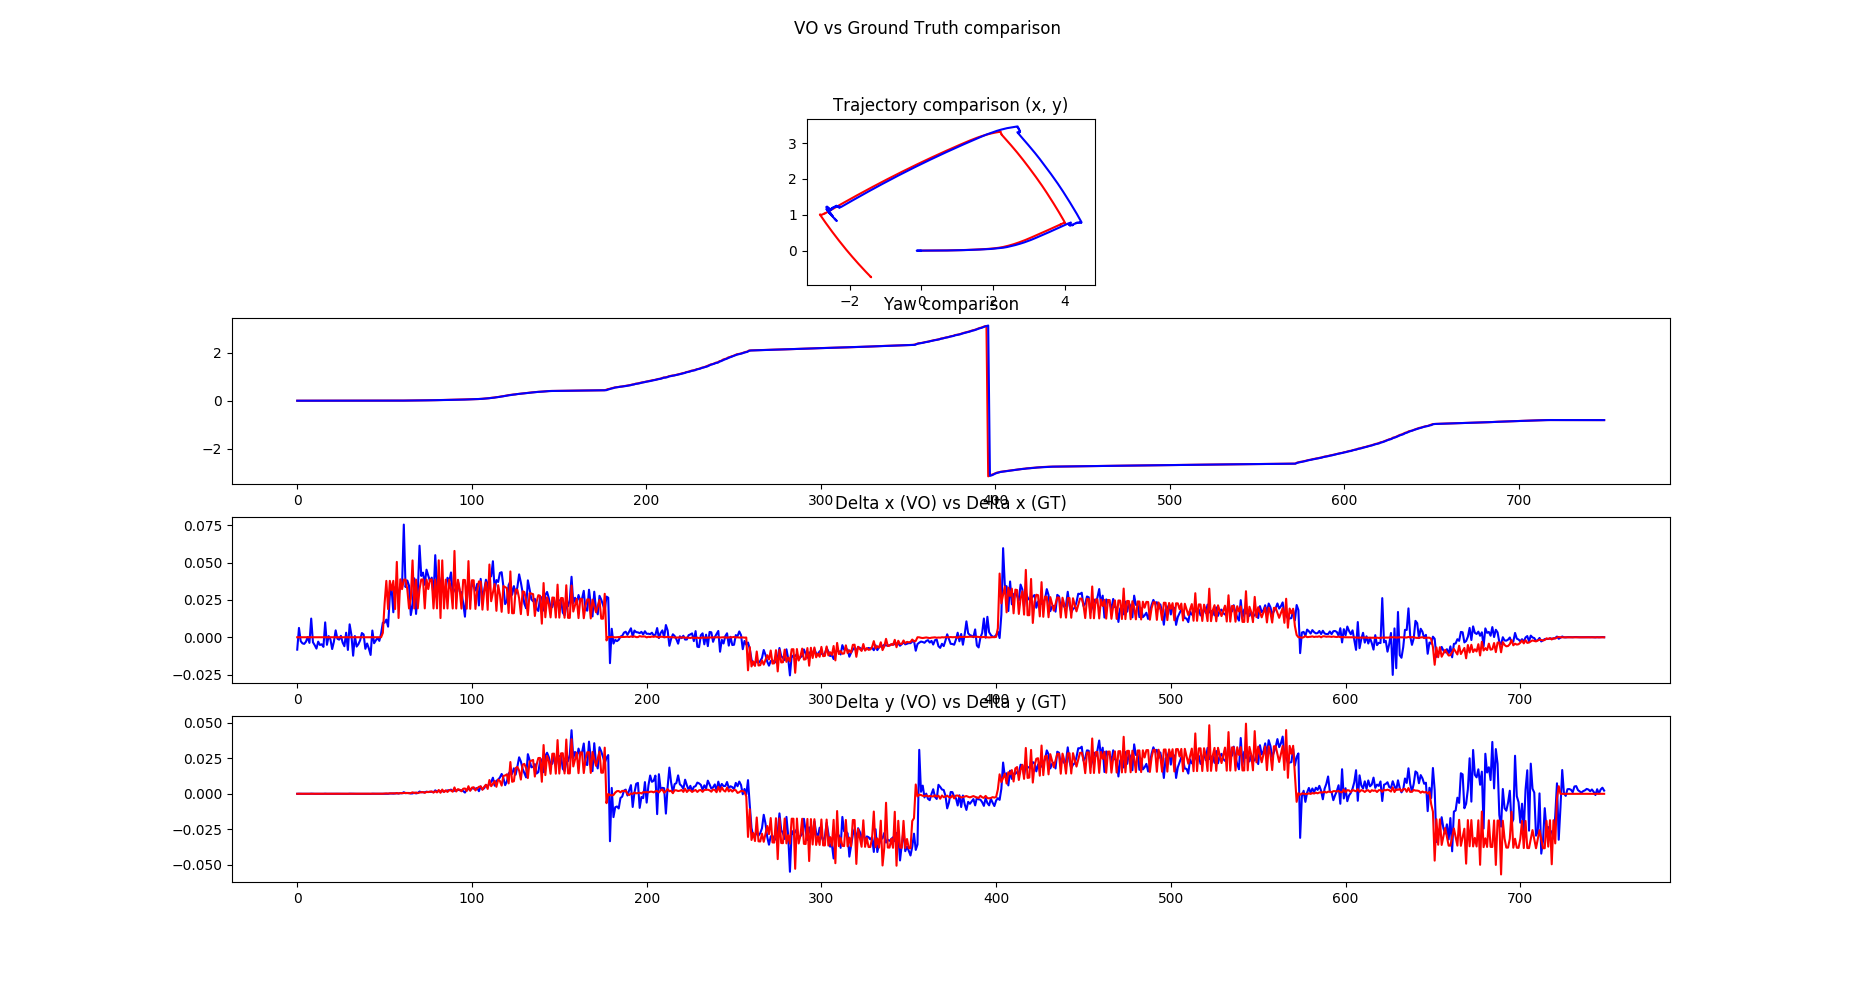 VO vs Ground Truth comparison
Trajectory comparison (x, y)
3
2
1
0
−2 0 2 4
Yaw comparison
2
0
−2
0 100 200 300 400 500 600 700
Delta x (VO) vs Delta x (GT)
0.075
0.050
0.025
0.000
−0.025
0 100 200 300 400 500 600 700
Delta y (VO) vs Delta y (GT)
0.050
0.025
0.000
−0.025
−0.050
0 100 200 300 400 500 600 700